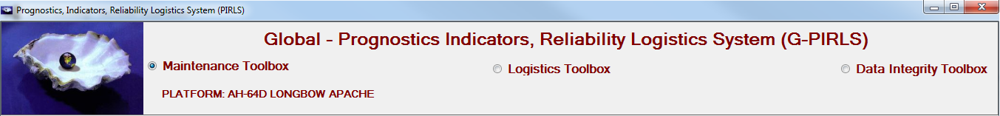 Prognostics, Indicators, Reliability Logistics System (PIRLS)
Global - Prognostics Indicators, Reliability Logistics System (G-PIRLS)
Maintenance Toolbox
Logistics Toolbox
Data Integrity Toolbox
PLATFORM: AH-64D LONGBOW APACHE